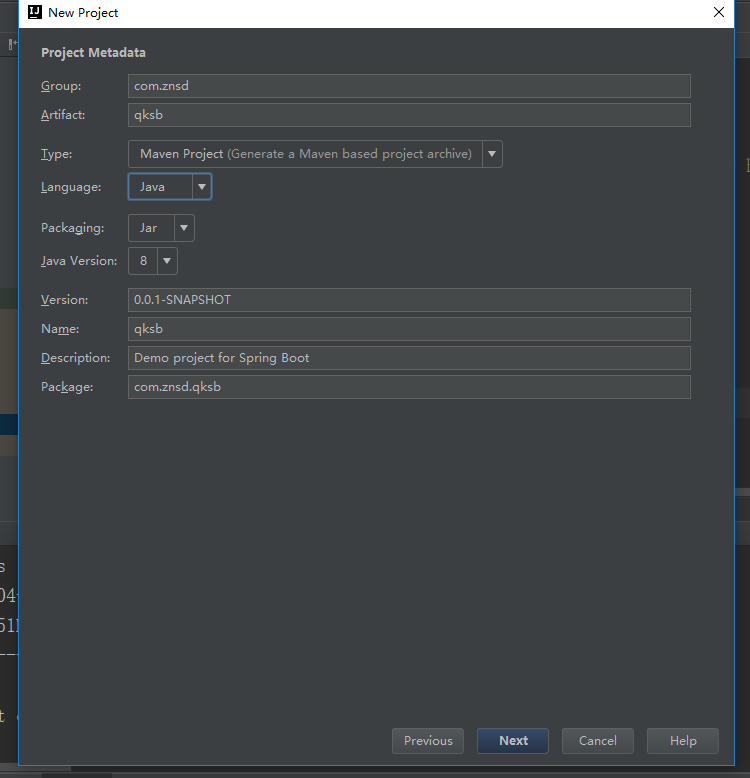 New Project
Project Metadata
Group: com.znsd
Artifact: qksb
Type: Maven Project (Generate a Maven based project archive)
Language: Java
Packaging: Jar
Java Version: 8
Version: 0.0.1-SNAPSHOT
Name: qksb
Description: Demo project for Spring Boot
Package: com.znsd.qksb
Previous Next Cancel Help